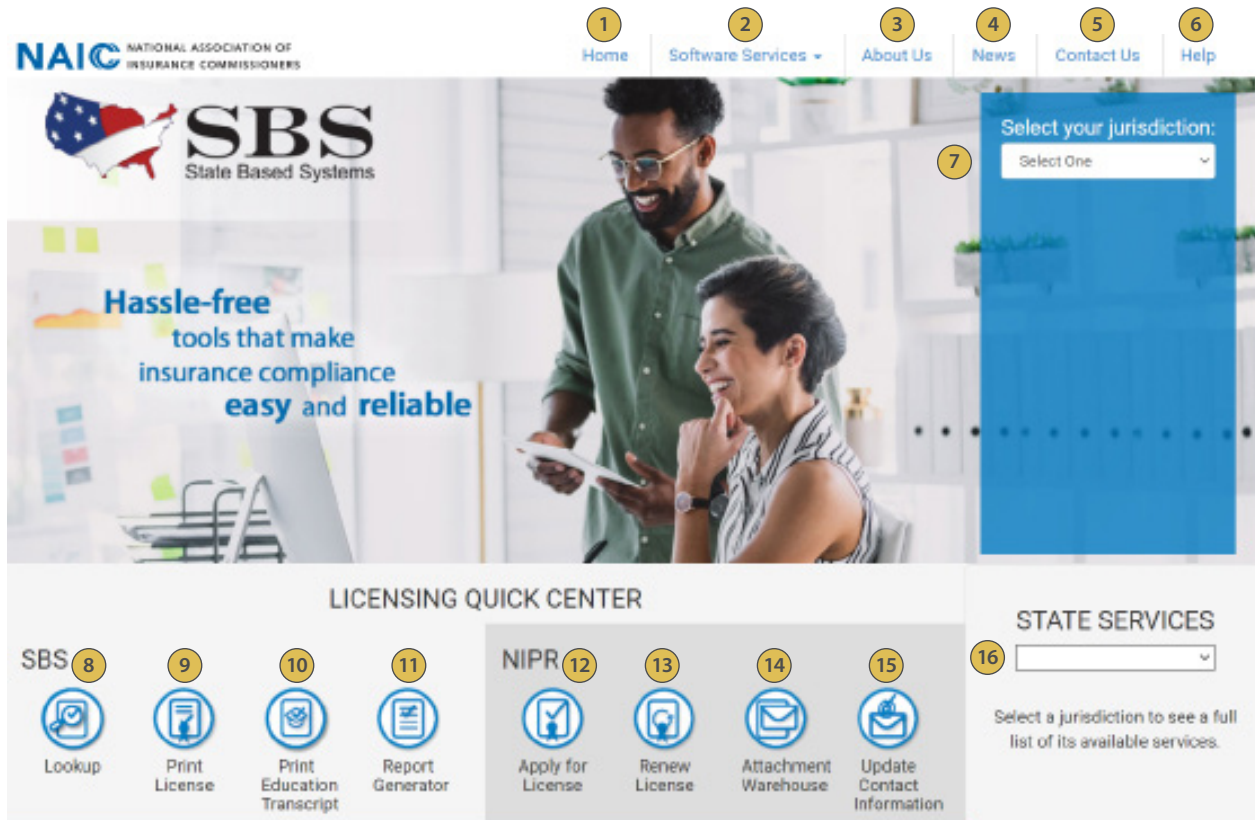 1 2 3 4 5 6
NAIC NATIONAL ASSOCIATION OF
INSURANCE COMMISSIONERS
Home Software Services About Us News Contact Us Help
SBS
State Based Systems
Select your jurisdiction:
7 Select One
Hassle-free
tools that make
insurance compliance
easy and reliable
LICENSING QUICK CENTER
SBS 8 9 10 11
Lookup
Print
License
Print
Education
Transcript
Report
Generator
NIPR 12 13 14 15
Apply for
License
Renew
License
Attachment
Warehouse
Update
Contact
Information
STATE SERVICES
16
Select a jurisdiction to see a full
list of its available services.